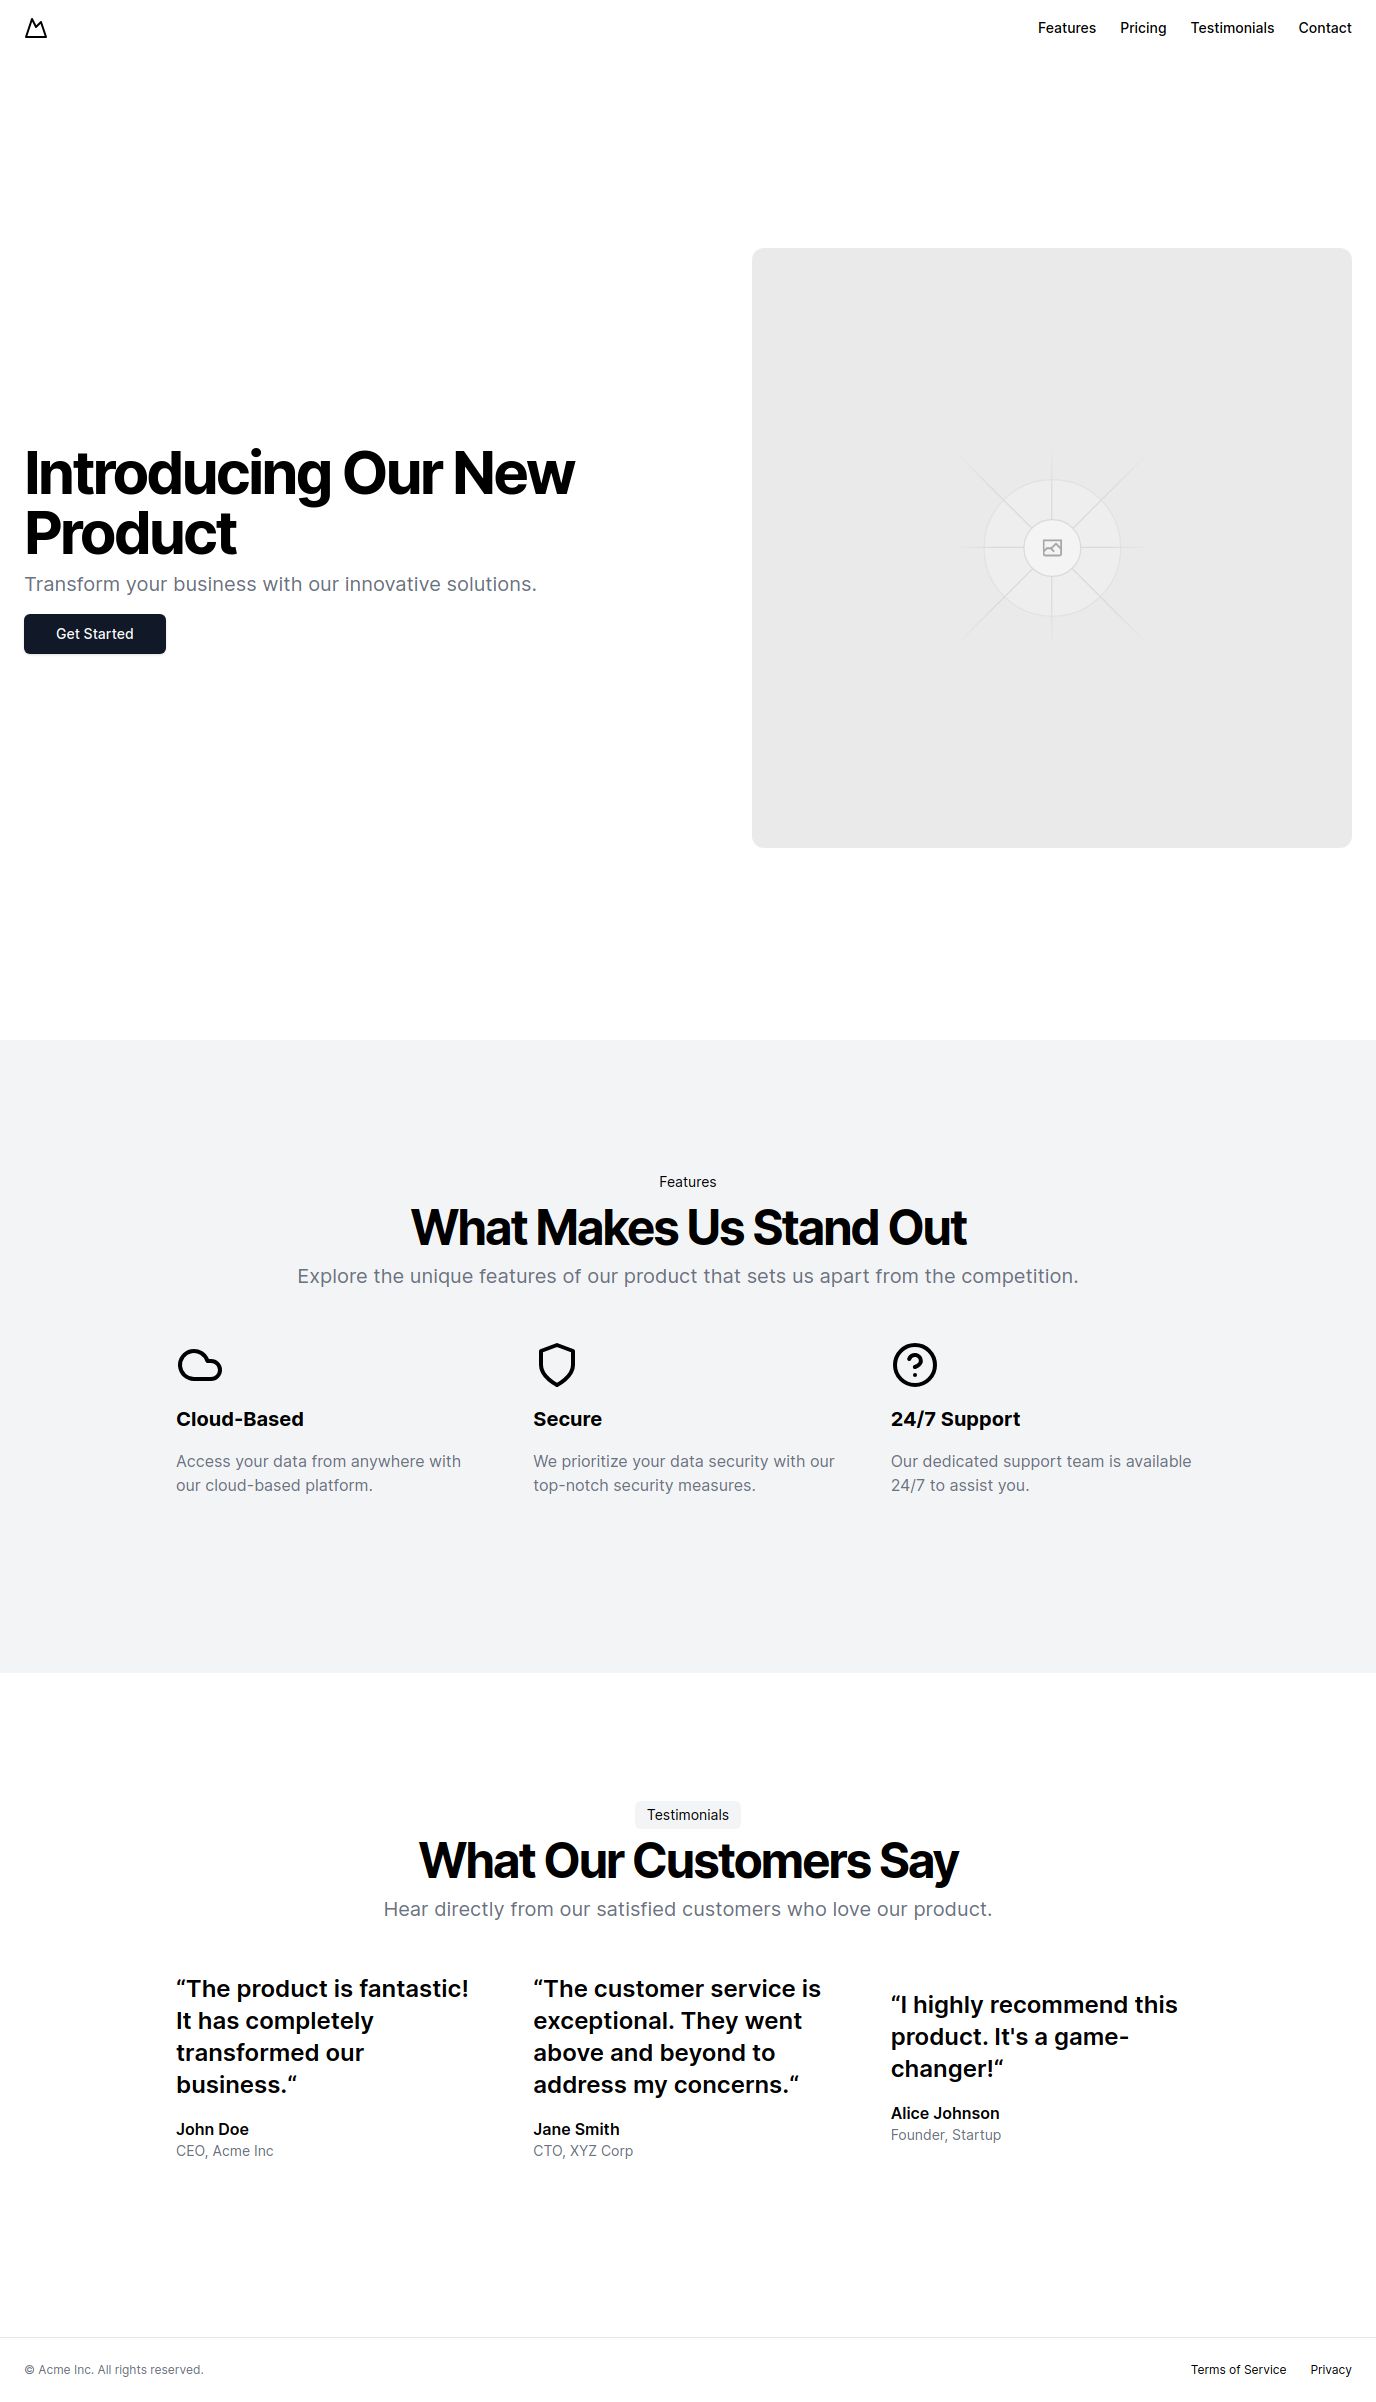 Features Pricing Testimonials Contact
Introducing Our New
Product
Transform your business with our innovative solutions.
Get Started
Features
What Makes Us Stand Out
Explore the unique features of our product that sets us apart from the competition.
Cloud-Based
Access your data from anywhere with
our cloud-based platform.
Secure
We prioritize your data security with our
top-notch security measures.
24/7 Support
Our dedicated support team is available
24/7 to assist you.
Testimonials
What Our Customers Say
Hear directly from our satisfied customers who love our product.
“The product is fantastic!
It has completely
transformed our
business.“
John Doe
CEO, Acme Inc
“The customer service is
exceptional. They went
above and beyond to
address my concerns.“
Jane Smith
CTO, XYZ Corp
“I highly recommend this
product. It's a game-
changer!“
Alice Johnson
Founder, Startup
© Acme Inc. All rights reserved.
Terms of Service Privacy